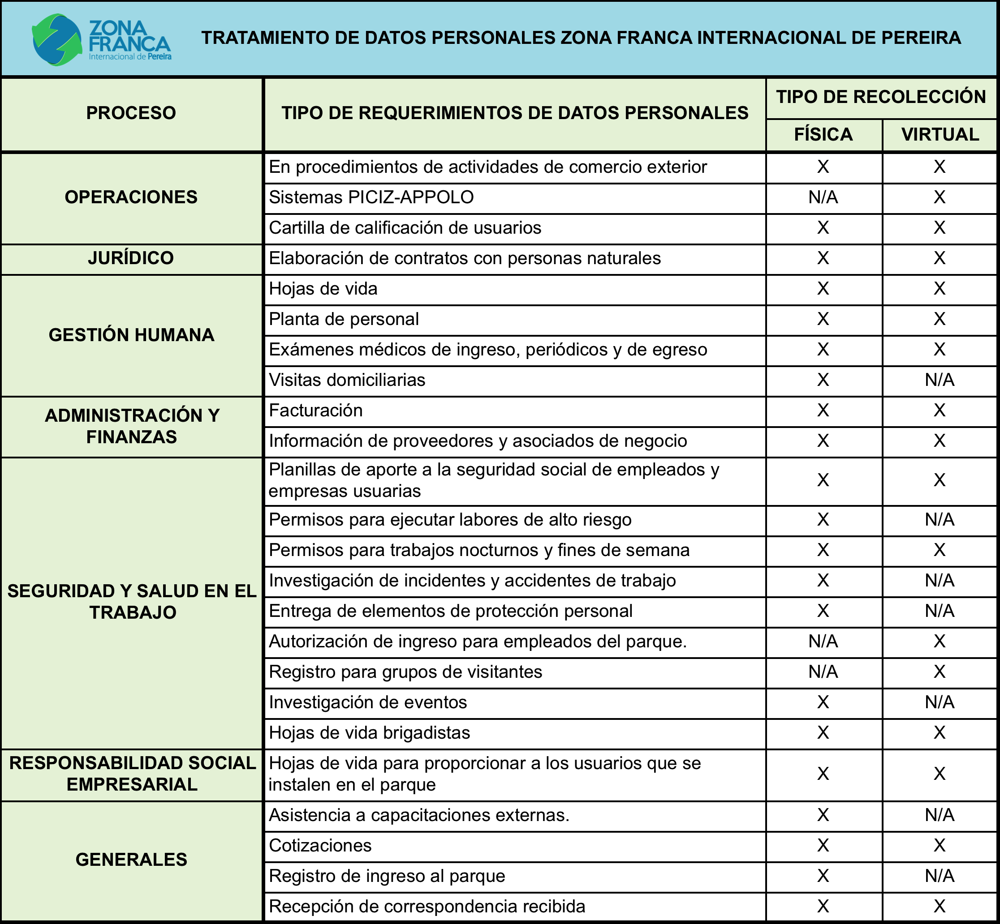 ZONA
FRANCA
Internacional de Pereira
TRATAMIENTO DE DATOS PERSONALES ZONA FRANCA INTERNACIONAL DE PEREIRA
PROCESO
TIPO DE REQUERIMIENTOS DE DATOS PERSONALES
TIPO DE RECOLECCIÓN
FÍSICA VIRTUAL
OPERACIONES
En procedimientos de actividades de comercio exterior X X
Sistemas PICIZ-APPOLO N/A X
Cartilla de calificación de usuarios X X
JURÍDICO
Elaboración de contratos con personas naturales X X
GESTIÓN HUMANA
Hojas de vida X X
Planta de personal X X
Exámenes médicos de ingreso, periódicos y de egreso X X
Visitas domiciliarias X N/A
ADMINISTRACIÓN Y
FINANZAS
Facturación X X
Información de proveedores y asociados de negocio X X
SEGURIDAD Y SALUD EN EL
TRABAJO
Planillas de aporte a la seguridad social de empleados y
empresas usuarias X X
Permisos para ejecutar labores de alto riesgo X N/A
Permisos para trabajos nocturnos y fines de semana X X
Investigación de incidentes y accidentes de trabajo X N/A
Entrega de elementos de protección personal X N/A
Autorización de ingreso para empleados del parque. N/A X
Registro para grupos de visitantes N/A X
Investigación de eventos X N/A
Hojas de vida brigadistas X X
RESPONSABILIDAD SOCIAL
EMPRESARIAL
Hojas de vida para proporcionar a los usuarios que se
instalen en el parque X X
GENERALES
Asistencia a capacitaciones externas. X N/A
Cotizaciones X X
Registro de ingreso al parque X N/A
Recepción de correspondencia recibida X X